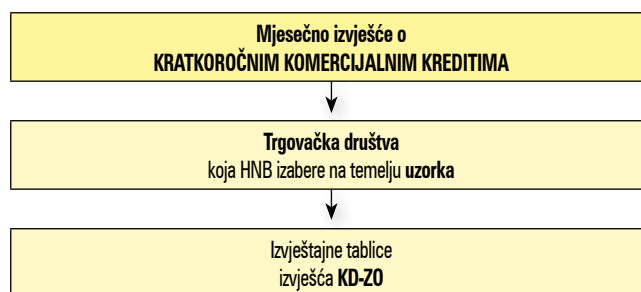 Mjesečno izvješće o
KRATKOROČNIM KOMERCIJALNIM KREDITIMA
Trgovačka društva
koja HNB izabere na temelju uzorka
Izvještajne tablice
izvješća KD-ZO